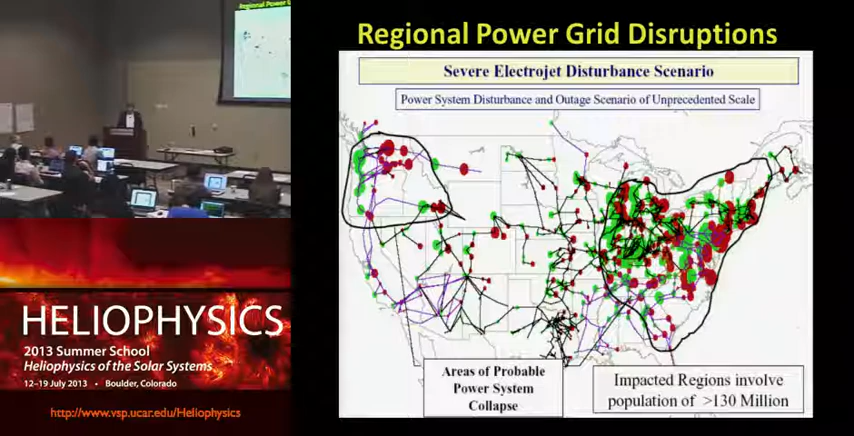 Regional Power G
Regional Power Grid Disruptions
Severe Electrojet Disturbance Scenario
Power System Disturbance and Outage Scenario of Unprecedented Scale
Areas of Probable
Power System
Collapse
Impacted Regions involve
population of >130 Million
HELIOPHYSICS
2013 Summer School
Heliophysics of the Solar Systems
12–19 July 2013 • Boulder, Colorado
http://www.vsp.ucar.edu/Heliophysics